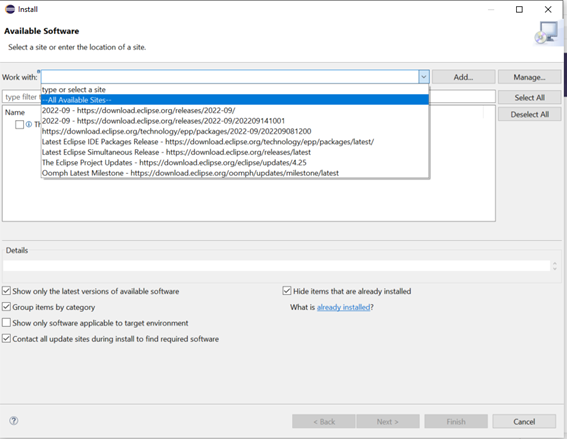 Install
Available Software
Select a site or enter the location of a site.
Work with:
Add...
Manage...
type or select a site
--All Available Sites--
2022-09 - https://download.eclipse.org/releases/2022-09/
2022-09 - https://download.eclipse.org/releases/2022-09/202209141001
https://download.eclipse.org/technology/epp/packages/2022-09/202209081200
Latest Eclipse IDE Packages Release - https://download.eclipse.org/technology/epp/packages/latest/
Latest Eclipse Simultaneous Release - https://download.eclipse.org/releases/latest
The Eclipse Project Updates - https://download.eclipse.org/eclipse/updates/4.25
Oomph Latest Milestone - https://download.eclipse.org/oomph/updates/milestone/latest
type filter
Select All
Name
Deselect All
Details
Show only the latest versions of available software
Hide items that are already installed
Group items by category
What is already installed?
Show only software applicable to target environment
Contact all update sites during install to find required software
< Back
Next >
Finish
Cancel